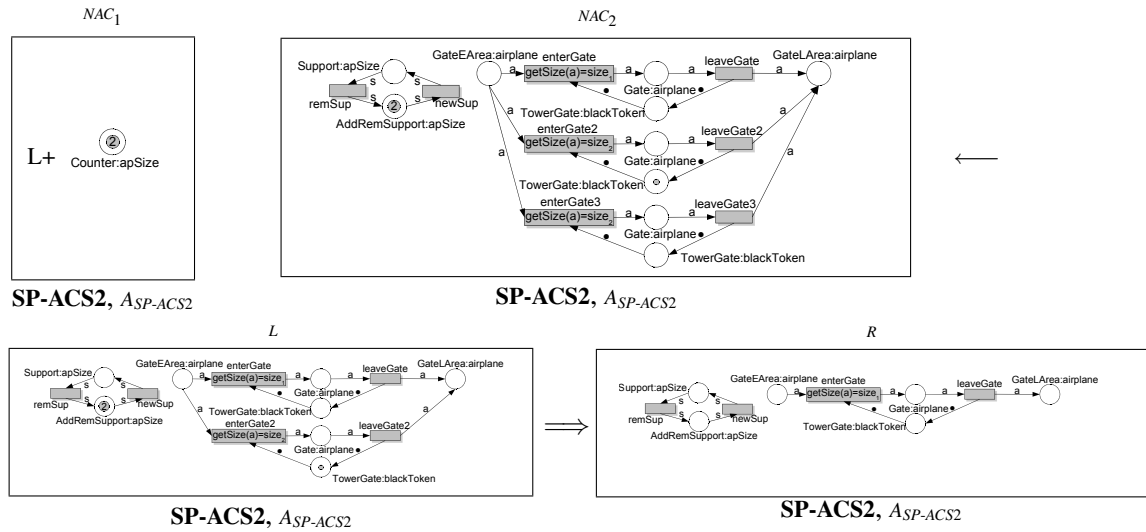 NAC1
L+
2
Counter:apSize
SP-ACS2, A_SP-ACS2
NAC2
GateEArea:airplane
enterGate
leaveGate
GateLArea:airplane
Support:apSize
s s
a getSize(a)=size1 a a a
remSup
newSup
s s
2
Gate:airplane
AddRemSupport:apSize
TowerGate:blackToken
a
enterGate2
leaveGate2
a
getSize(a)=size2 a a
a
Gate:airplane
a
TowerGate:blackToken
enterGate3
leaveGate3
getSize(a)=size2 a a
Gate:airplane
TowerGate:blackToken
SP-ACS2, A_SP-ACS2
←
L
GateEArea:airplane
enterGate
leaveGate
GateLArea:airplane
Support:apSize
s s
a getSize(a)=size1 a a a
remSup
newSup
s s
2
Gate:airplane
AddRemSupport:apSize
TowerGate:blackToken
a
enterGate2
leaveGate2
a
getSize(a)=size2 a a
Gate:airplane
TowerGate:blackToken
SP-ACS2, A_SP-ACS2
⇒
R
GateEArea:airplane
enterGate
leaveGate
GateLArea:airplane
Support:apSize
s s
a getSize(a)=size1 a a a
remSup
newSup
s s
Gate:airplane
AddRemSupport:apSize
TowerGate:blackToken
SP-ACS2, A_SP-ACS2